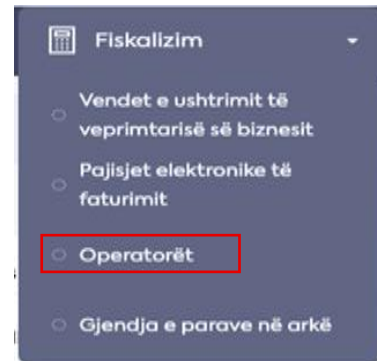 Fiskalizim
Vendet e ushtrimit të
veprimtarisë së biznesit
Pajisjet elektronike të
faturimit
Operatorët
Gjendja e parave në arkë